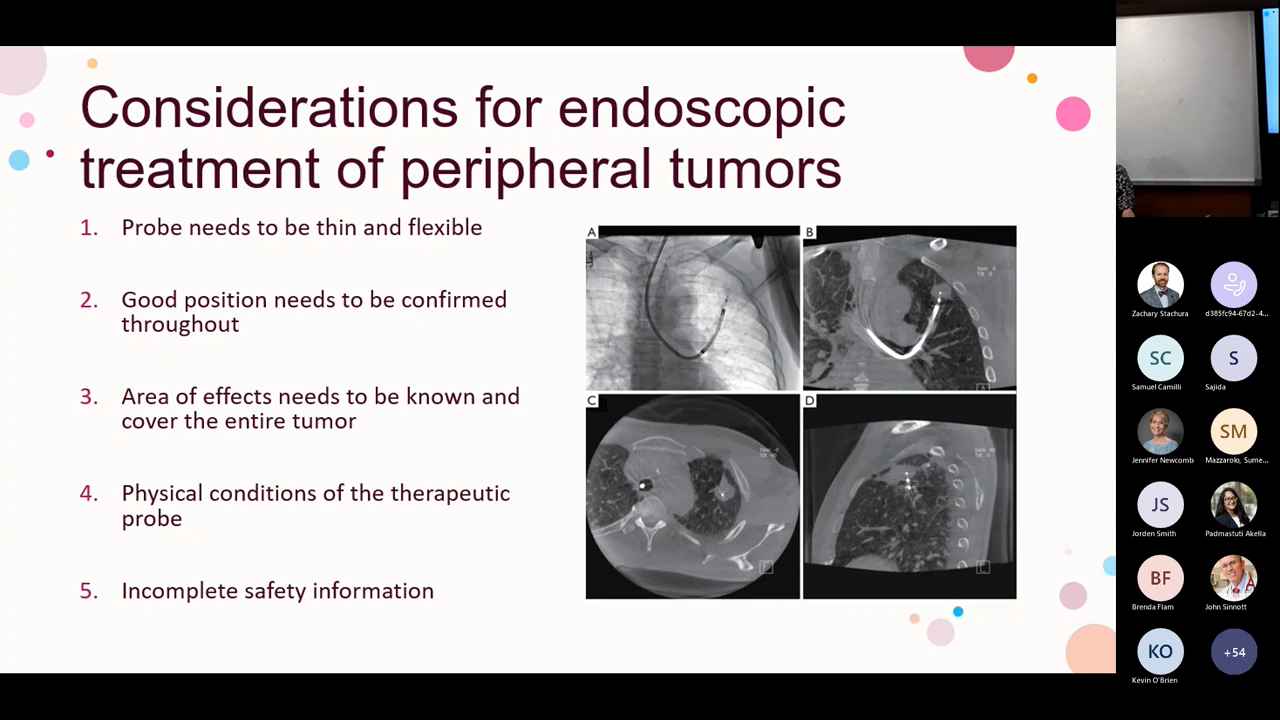 Considerations for endoscopic
treatment of peripheral tumors
1. Probe needs to be thin and flexible
2. Good position needs to be confirmed
throughout
3. Area of effects needs to be known and
cover the entire tumor
4. Physical conditions of the therapeutic
probe
5. Incomplete safety information
A
B
C
D
Zachary Stachura
d385fc94-67d2-4...
SC
Samuel Camilli
S
Sajida
Jennifer Newcomb
SM
Mazzarolo, Sume...
JS
Jorden Smith
Padmastuti Akella
BF
Brenda Flam
John Sinnott
KO
Kevin O'Brien
+54